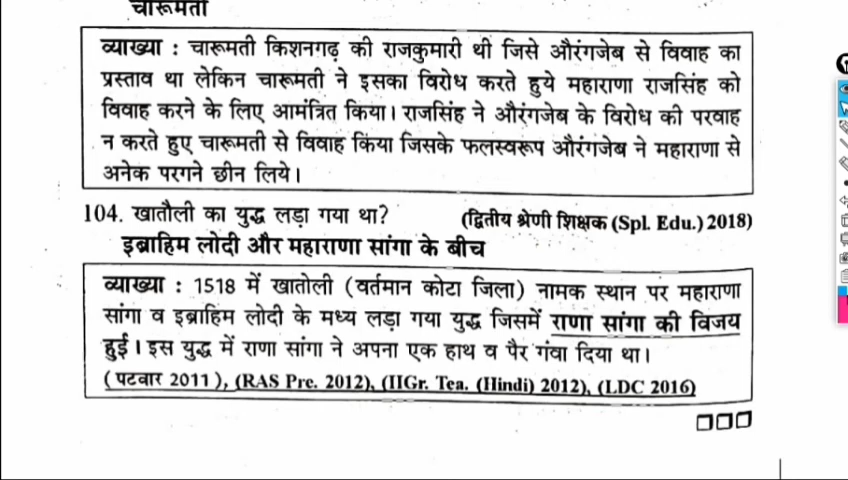 चारूमती
व्याख्या : चारूमती किशनगढ़ की राजकुमारी थी जिसे औरंगजेब से विवाह का
प्रस्ताव था लेकिन चारूमती ने इसका विरोध करते हुये महाराणा राजसिंह को
विवाह करने के लिए आमंत्रित किया। राजसिंह ने औरंगजेब के विरोध की परवाह
न करते हुए चारूमती से विवाह किया जिसके फलस्वरूप औरंगजेब ने महाराणा से
अनेक परगने छीन लिये।
104. खातौली का युद्ध लड़ा गया था? (द्वितीय श्रेणी शिक्षक (Spl. Edu.) 2018)
इब्राहिम लोदी और महाराणा सांगा के बीच
व्याख्या : 1518 में खातोली (वर्तमान कोटा जिला) नामक स्थान पर महाराणा
सांगा व इब्राहिम लोदी के मध्य लड़ा गया युद्ध जिसमें राणा सांगा की विजय
हुई। इस युद्ध में राणा सांगा ने अपना एक हाथ व पैर गंवा दिया था।
(पटवार 2011), (RAS Pre. 2012), (IIGr. Tea. (Hindi) 2012), (LDC 2016)